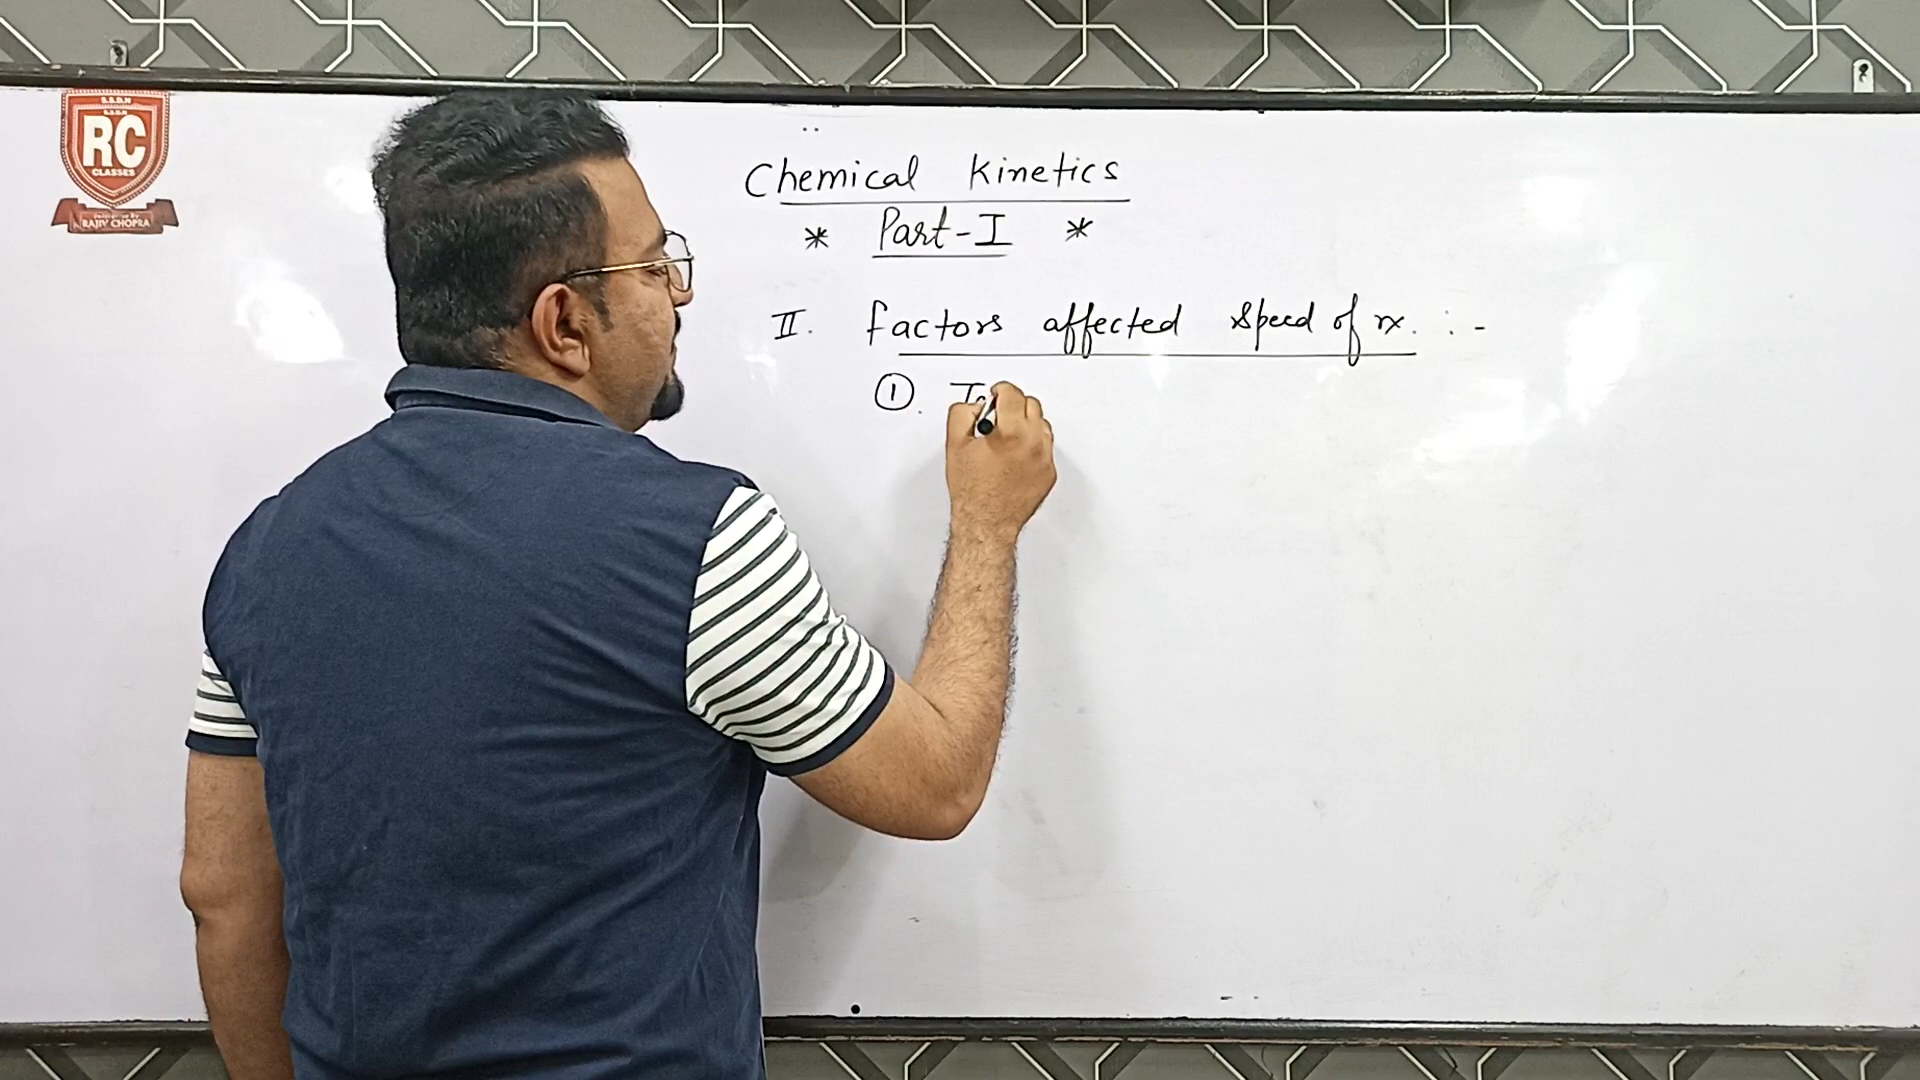 S.S.D.N
RC
CLASSES
RAJIV CHOPRA
Chemical Kinetics
* Part-I *
II. Factors affected Speed of rx. :-
①.